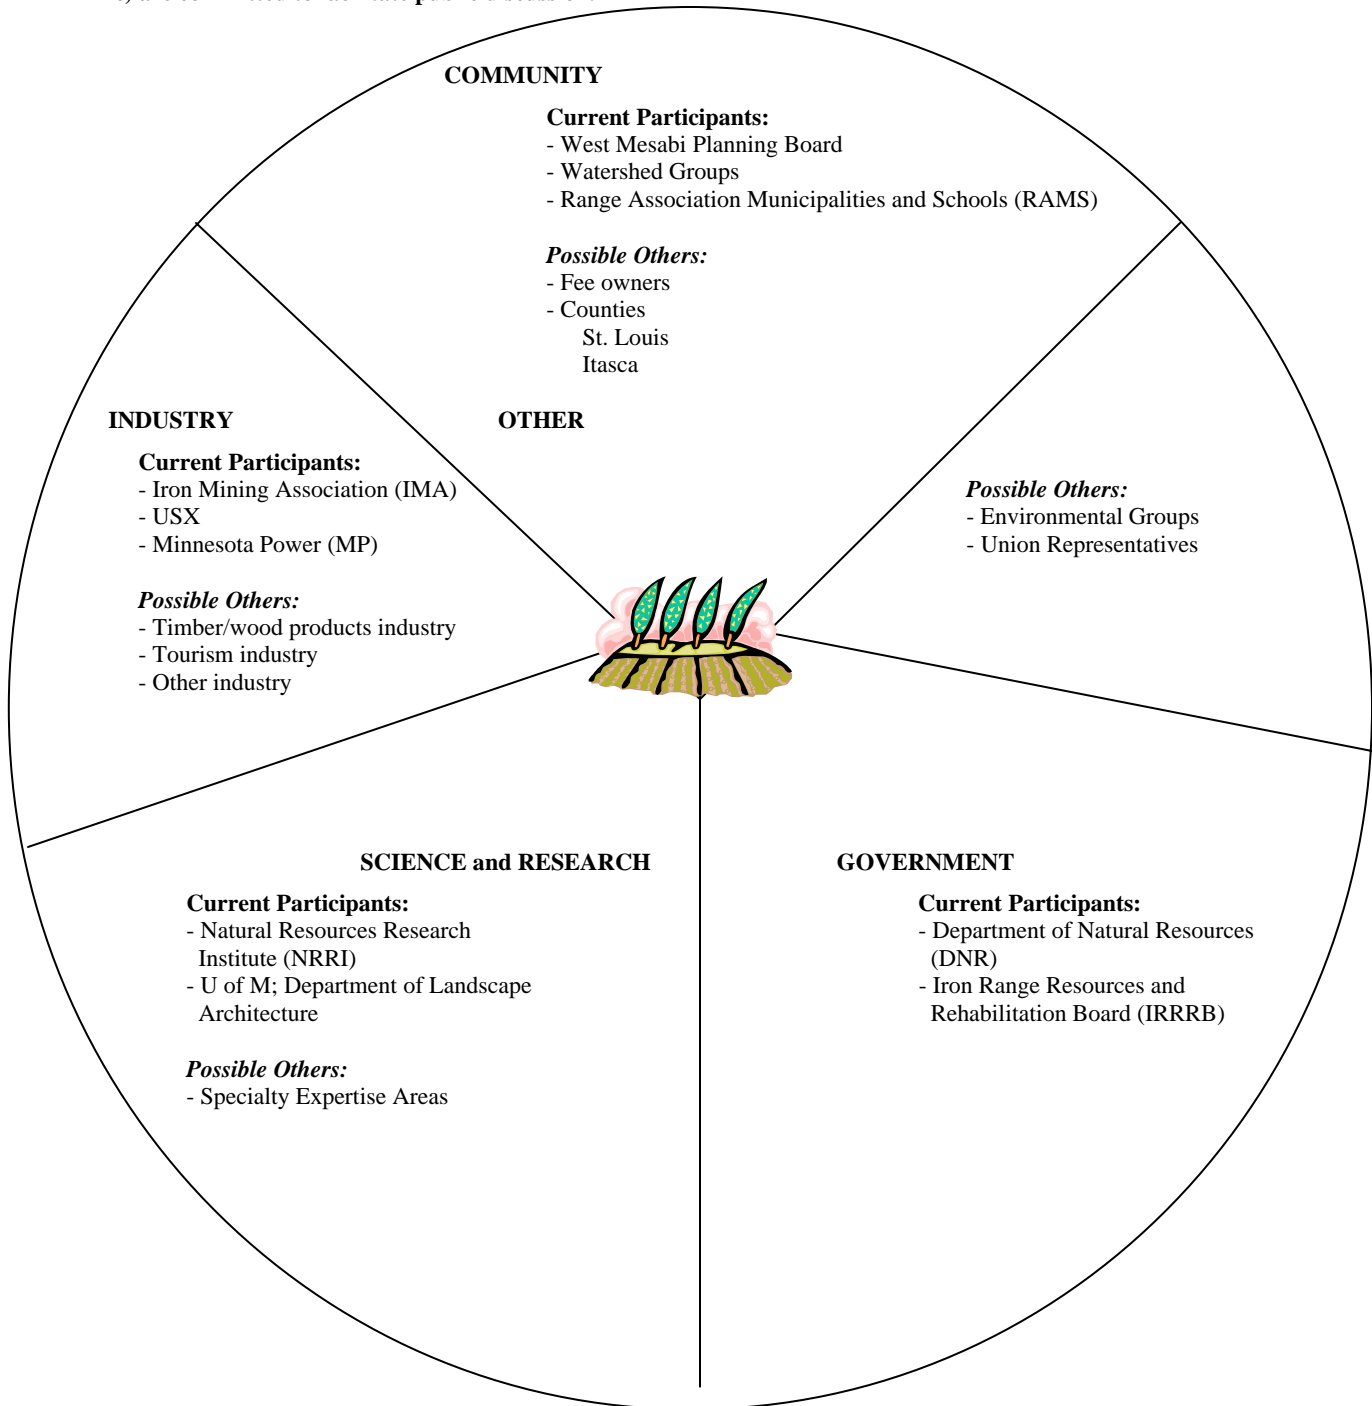 COMMUNITY
Current Participants:
- West Mesabi Planning Board
- Watershed Groups
- Range Association Municipalities and Schools (RAMS)
Possible Others:
- Fee owners
- Counties
St. Louis
Itasca
INDUSTRY
Current Participants:
- Iron Mining Association (IMA)
- USX
- Minnesota Power (MP)
Possible Others:
- Timber/wood products industry
- Tourism industry
- Other industry
OTHER
Possible Others:
- Environmental Groups
- Union Representatives
SCIENCE and RESEARCH
Current Participants:
- Natural Resources Research
Institute (NRRI)
- U of M; Department of Landscape
Architecture
Possible Others:
- Specialty Expertise Areas
GOVERNMENT
Current Participants:
- Department of Natural Resources
(DNR)
- Iron Range Resources and
Rehabilitation Board (IRRRB)